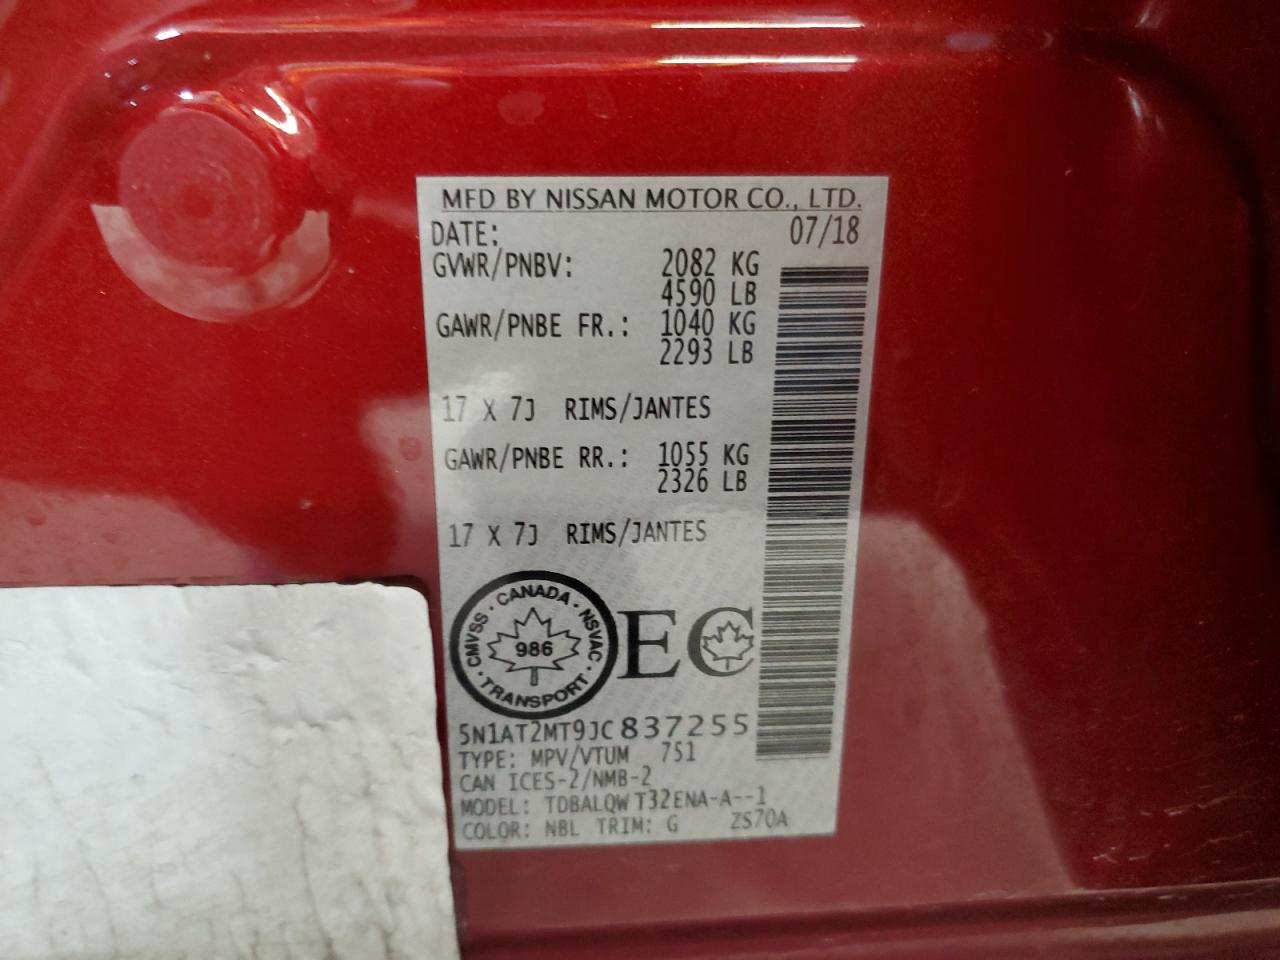 MFD BY NISSAN MOTOR CO., LTD.
DATE: 07/18
GVWR/PNBV: 2082 KG
4590 LB
GAWR/PNBE FR.: 1040 KG
2293 LB
17 X 7J RIMS/JANTES
GAWR/PNBE RR.: 1055 KG
2326 LB
17 X 7J RIMS/JANTES
CMVSS · CANADA · NSVAC · TRANSPORT
986
EC
5N1AT2MT9JC837255
TYPE: MPV/VTUM 751
CAN ICES-2/NMB-2
MODEL: TDBALQW T32ENA-A--1
COLOR: NBL TRIM: G ZS70A